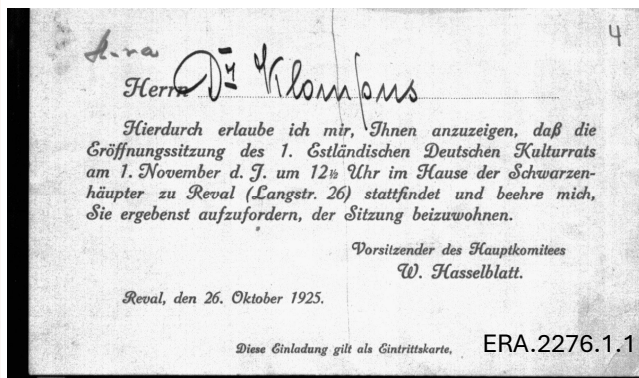 4
Herrn Dr Klompus
Hierdurch erlaube ich mir, Ihnen anzuzeigen, daß die
Eröffnungssitzung des 1. Estländischen Deutschen Kulturrats
am 1. November d. J. um 12½ Uhr im Hause der Schwarzen-
häupter zu Reval (Langstr. 26) stattfindet und beehre mich,
Sie ergebenst aufzufordern, der Sitzung beizuwohnen.
Vorsitzender des Hauptkomitees
W. Hasselblatt.
Reval, den 26. Oktober 1925.
Diese Einladung gilt als Eintrittskarte.
ERA.2276.1.1